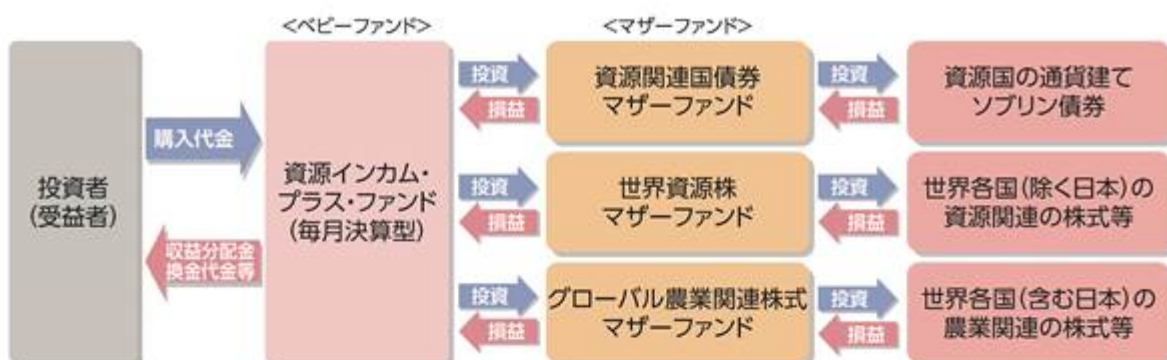 <ベビーファンド>
<マザーファンド>
投資者
(受益者)
購入代金
収益分配金
換金代金等
資源インカム・
プラス・ファンド
(毎月決算型)
投資
損益
資源関連国債券
マザーファンド
投資
損益
資源国の通貨建て
ソブリン債券
投資
損益
世界資源株
マザーファンド
投資
損益
世界各国(除く日本)の
資源関連の株式等
投資
損益
グローバル農業関連株式
マザーファンド
投資
損益
世界各国(含む日本)の
農業関連の株式等